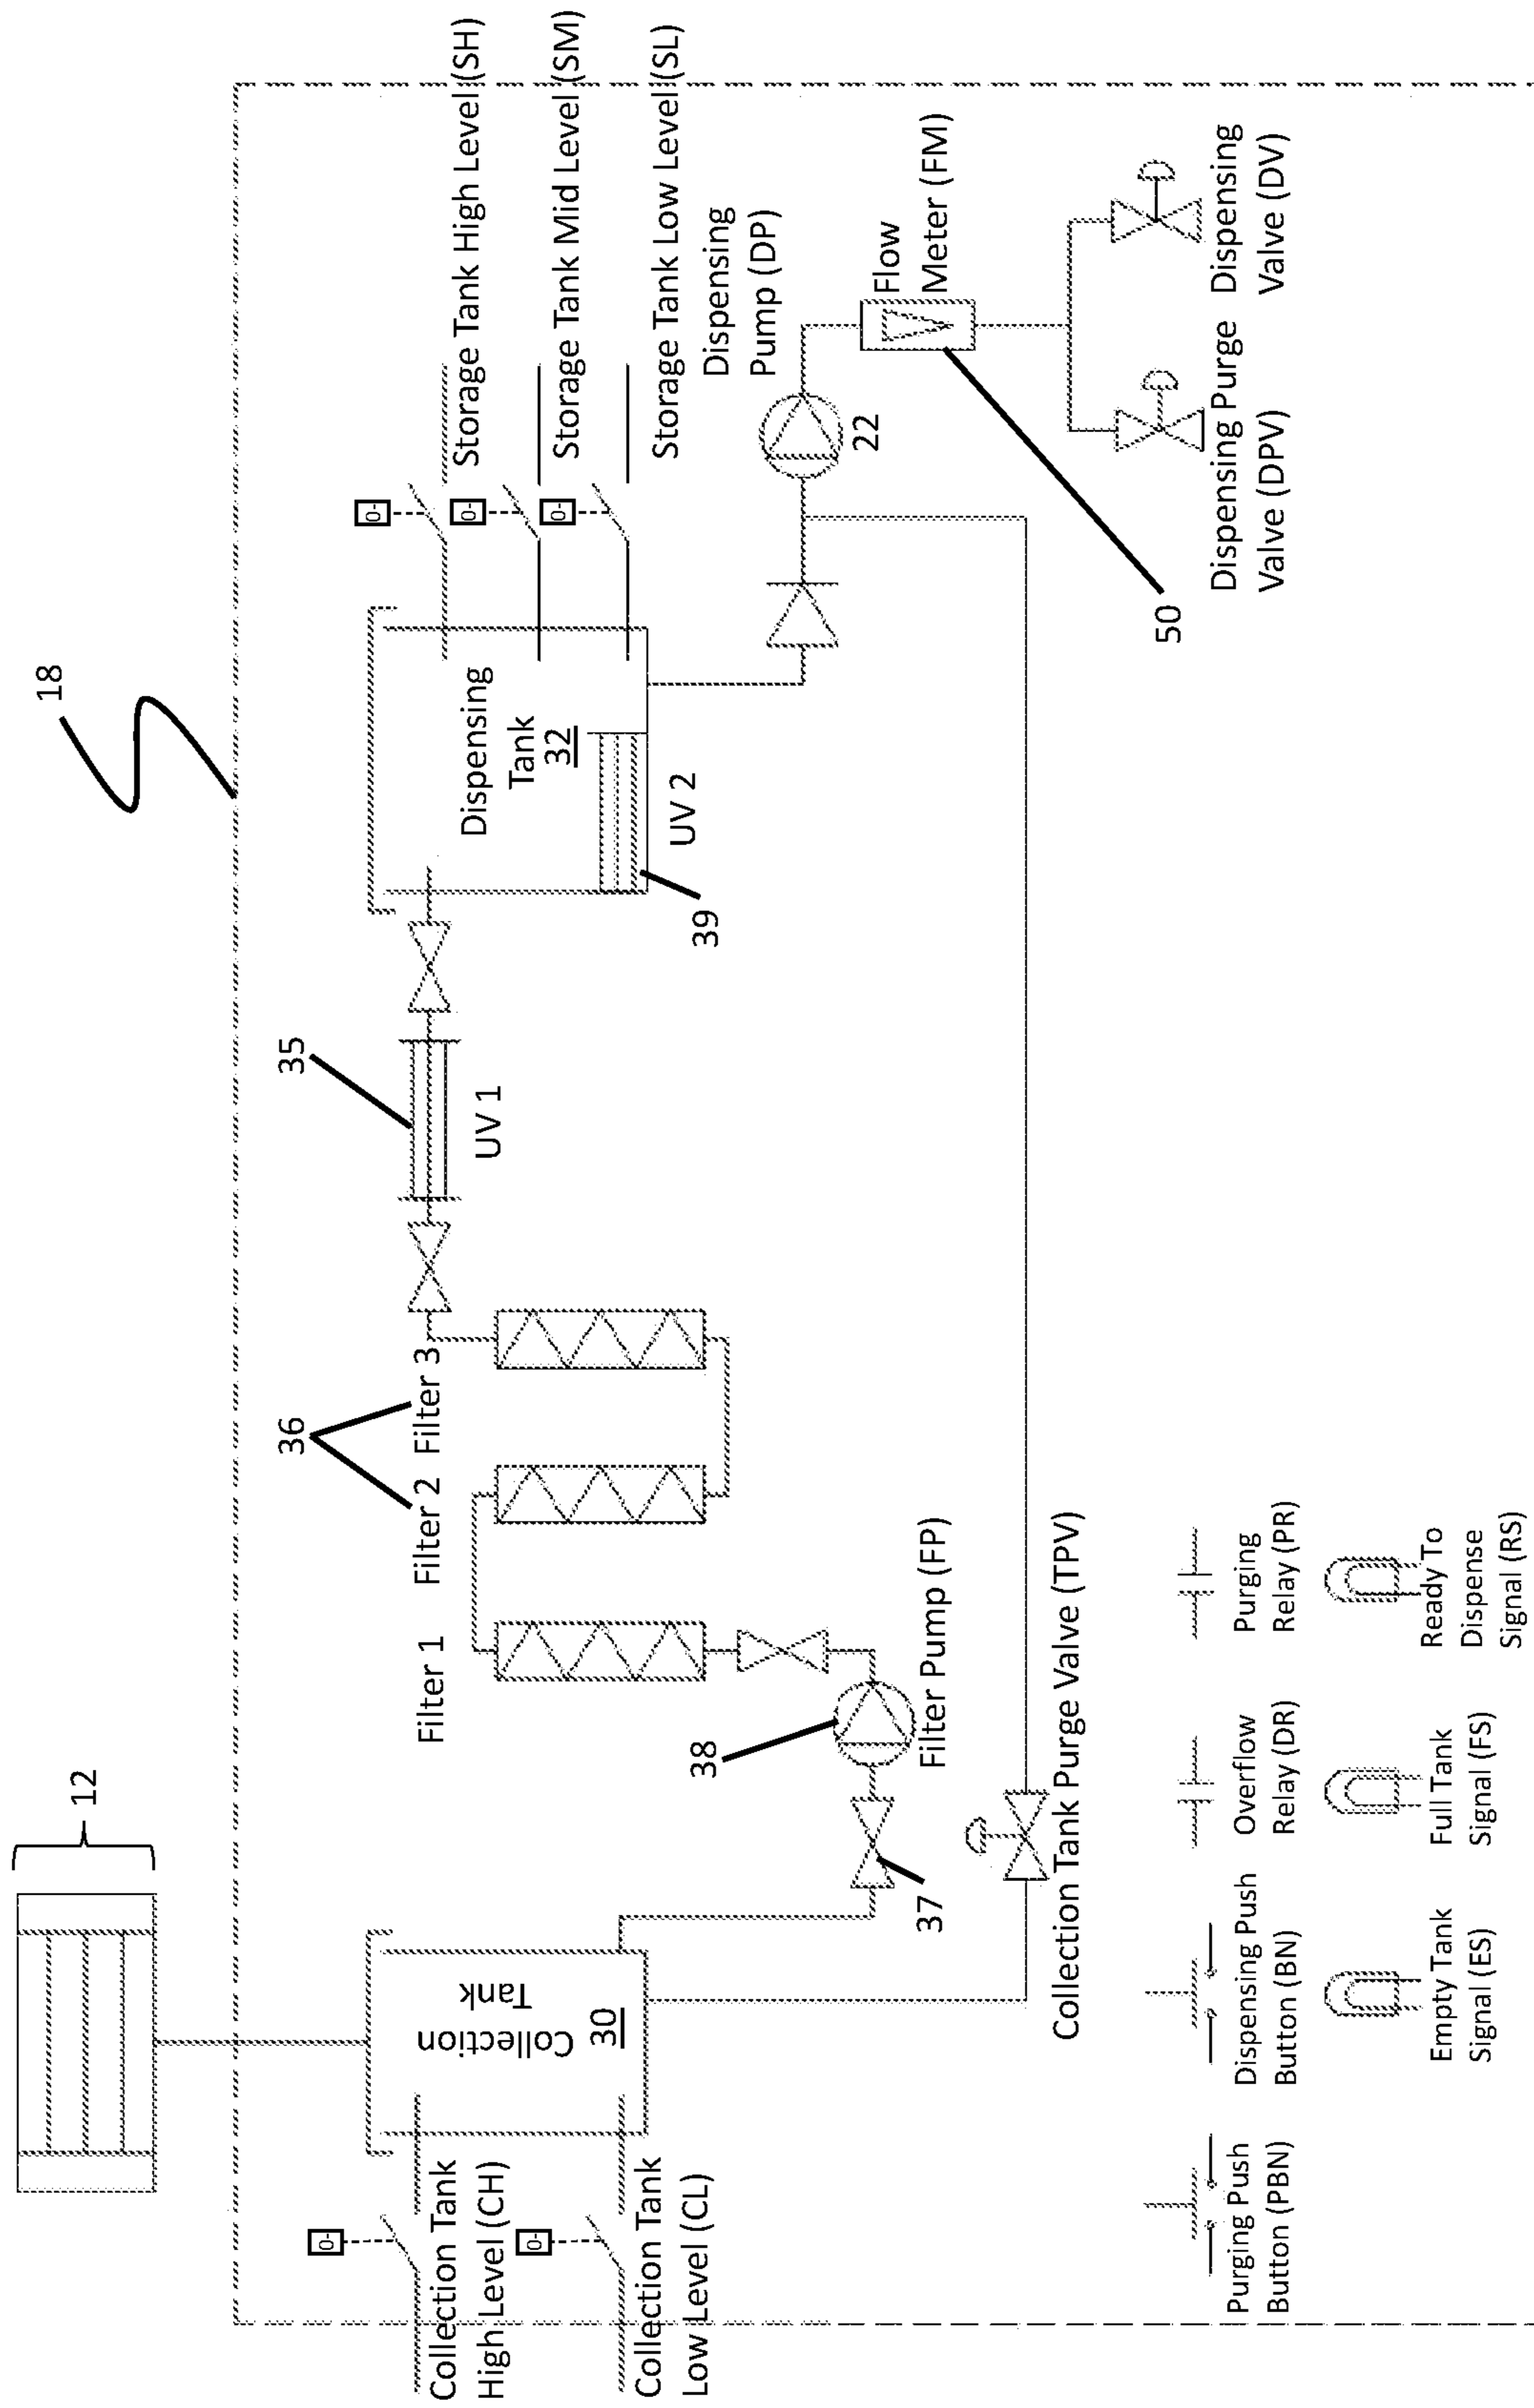 18
12
Collection Tank
High Level (CH)
Collection Tank
Low Level (CL)
0-
0-
Collection
Tank
30
37
38
Filter Pump (FP)
Filter 1
Filter 2
Filter 3
36
35
UV 1
Dispensing
Tank
32
UV 2
39
0-
0-
0-
Storage Tank High Level (SH)
Storage Tank Mid Level (SM)
Storage Tank Low Level (SL)
Dispensing
Pump (DP)
22
Flow
Meter (FM)
50
Dispensing Purge
Valve (DPV)
Dispensing
Valve (DV)
Collection Tank Purge Valve (TPV)
Purging Push
Button (PBN)
Dispensing Push
Button (BN)
Overflow
Relay (DR)
Purging
Relay (PR)
Empty Tank
Signal (ES)
Full Tank
Signal (FS)
Ready To
Dispense
Signal (RS)